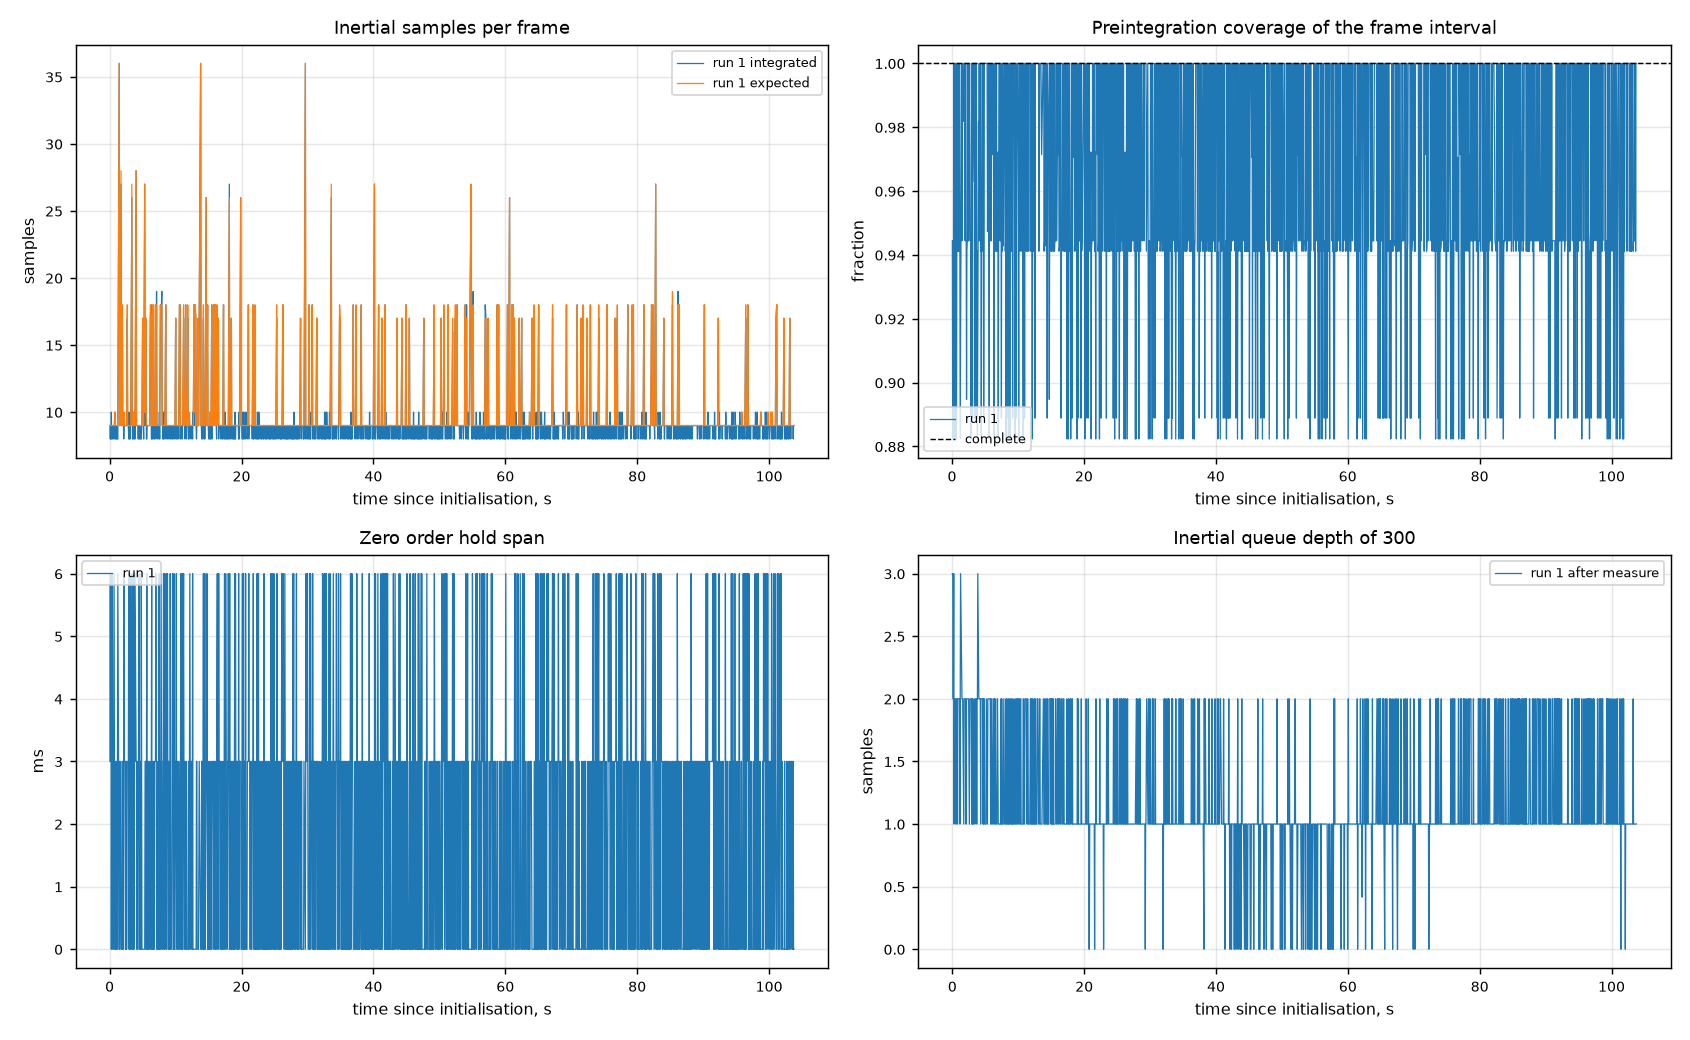 Inertial samples per frame
35
30
25
20
15
10
samples
run 1 integrated
run 1 expected
0
20
40
60
80
100
time since initialisation, s
Preintegration coverage of the frame interval
1.00
0.98
0.96
0.94
0.92
0.90
0.88
fraction
run 1
complete
0
20
40
60
80
100
time since initialisation, s
Zero order hold span
6
5
4
3
2
1
0
ms
run 1
0
20
40
60
80
100
time since initialisation, s
Inertial queue depth of 300
3.0
2.5
2.0
1.5
1.0
0.5
0.0
samples
run 1 after measure
0
20
40
60
80
100
time since initialisation, s